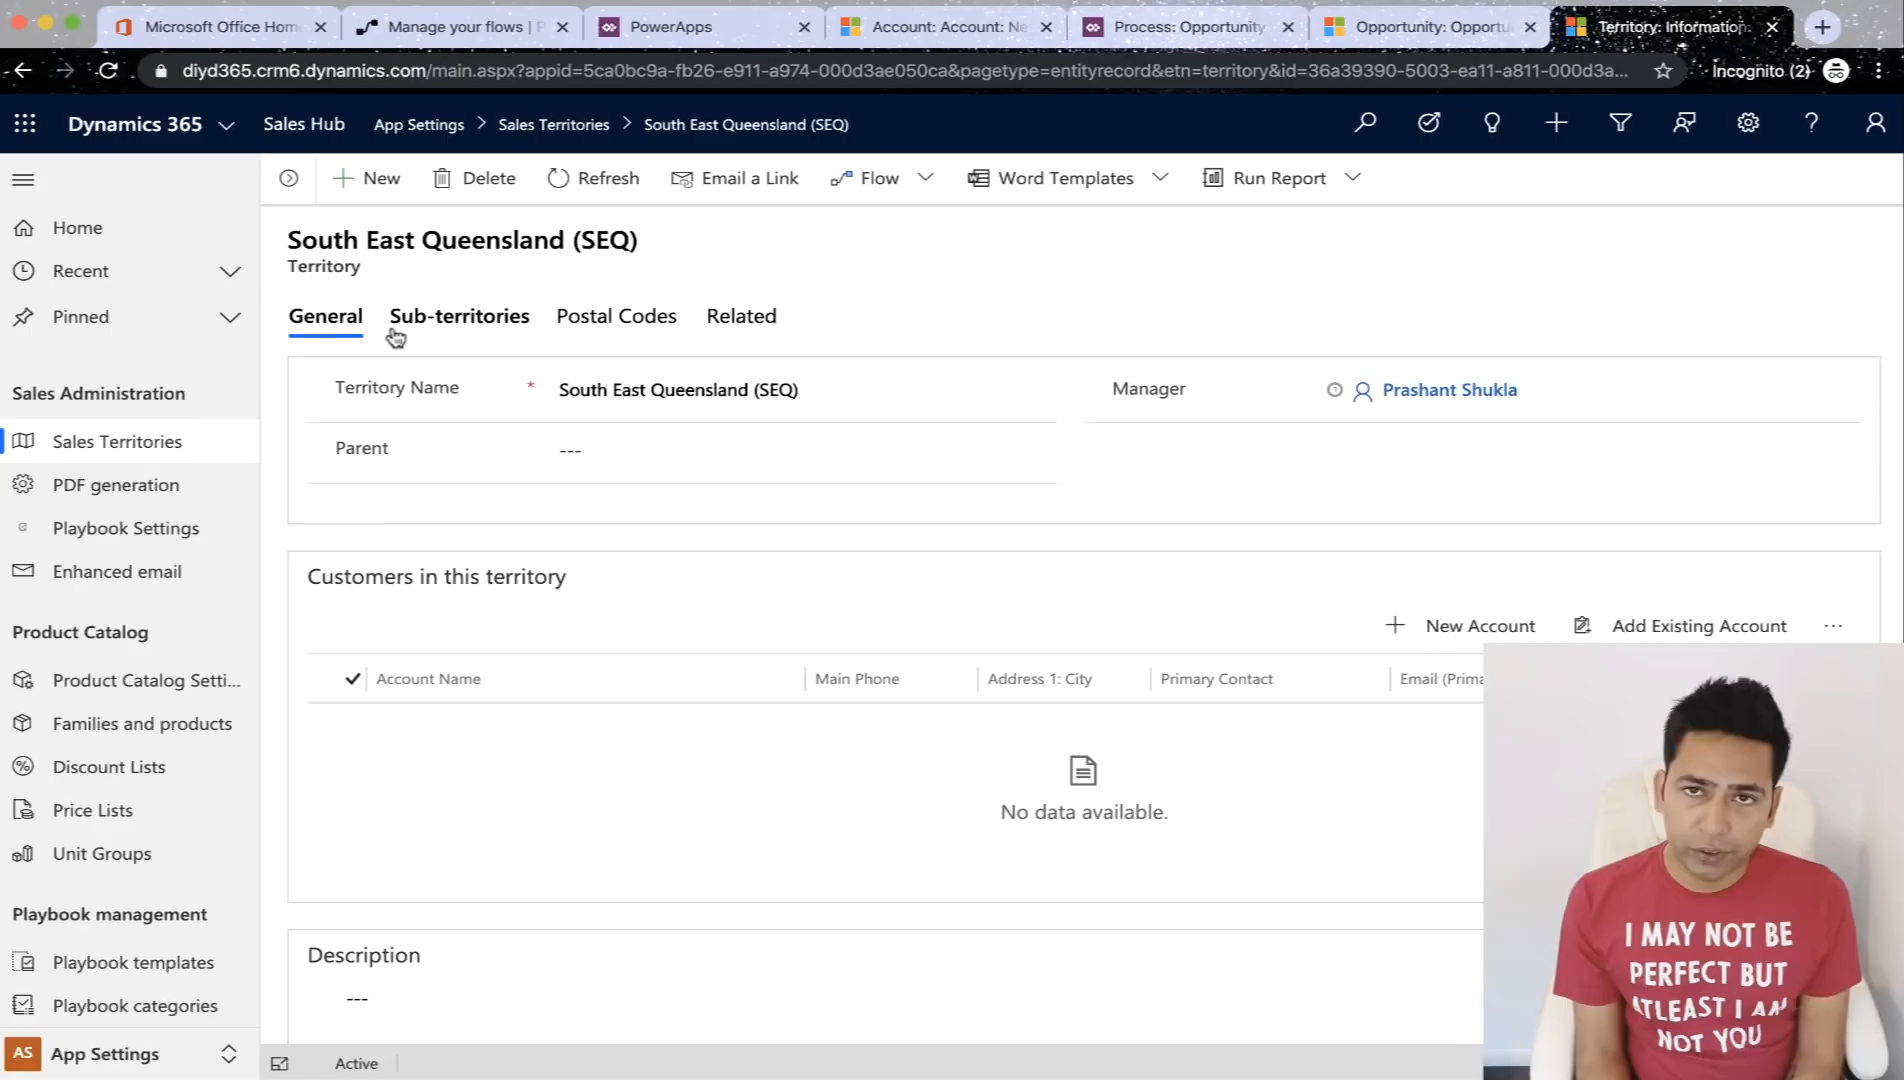 Microsoft Office Home
Manage your flows | P
PowerApps
Account: Account: Ne
Process: Opportunity
Opportunity: Opportu
Territory: Information:
diyd365.crm6.dynamics.com/main.aspx?appid=5ca0bc9a-fb26-e911-a974-000d3ae050ca&pagetype=entityrecord&etn=territory&id=36a39390-5003-ea11-a811-000d3a...
Incognito (2)
Dynamics 365
Sales Hub
App Settings > Sales Territories > South East Queensland (SEQ)
New
Delete
Refresh
Email a Link
Flow
Word Templates
Run Report
Home
Recent
Pinned
Sales Administration
Sales Territories
PDF generation
Playbook Settings
Enhanced email
Product Catalog
Product Catalog Setti...
Families and products
Discount Lists
Price Lists
Unit Groups
Playbook management
Playbook templates
Playbook categories
AS App Settings
South East Queensland (SEQ)
Territory
General
Sub-territories
Postal Codes
Related
Territory Name * South East Queensland (SEQ)
Manager Prashant Shukla
Parent ---
Customers in this territory
New Account
Add Existing Account
...
Account Name
Main Phone
Address 1: City
Primary Contact
Email (Prima
No data available.
Description
---
Active
I MAY NOT BE
PERFECT BUT
ATLEAST I AM
NOT YOU